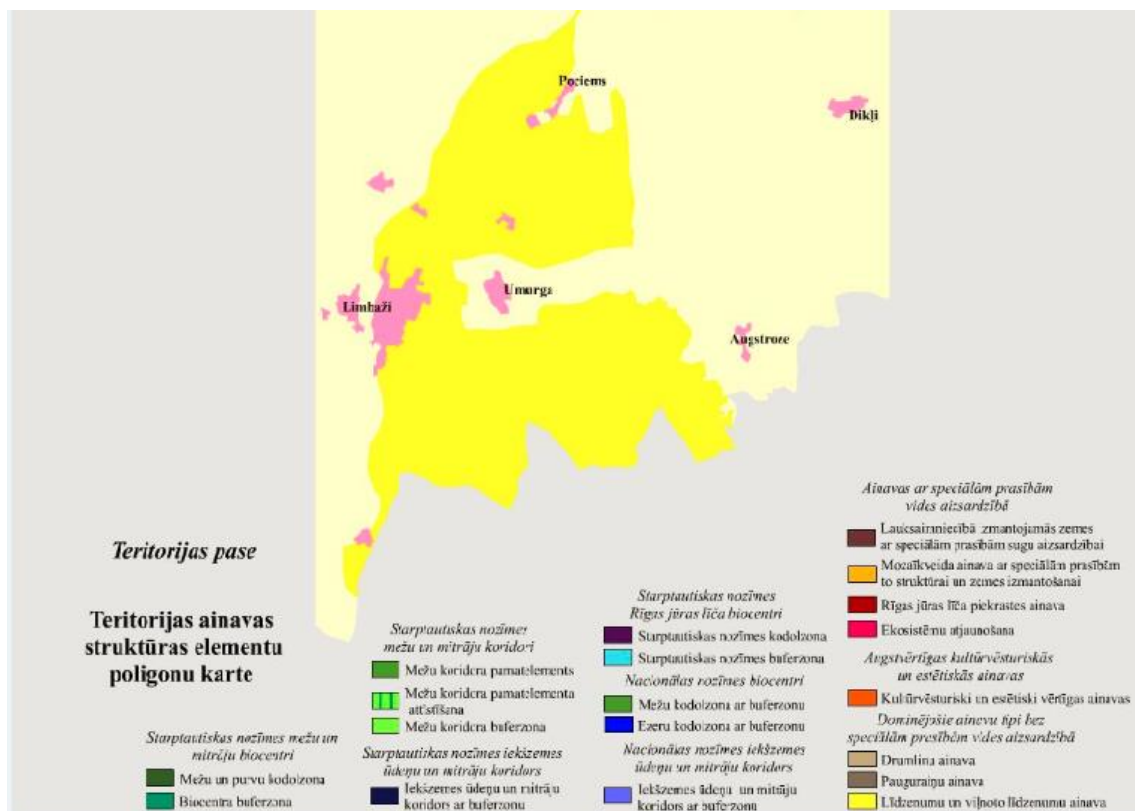 Pociems
Dikļi
Limbaži
Umurga
Augstroze
Teritorijas pase
Teritorijas ainavas
struktūras elementu
poligonu karte
Starptautiskas nozīmes mežu un
mitrāju biocentri
Mežu un purvu kodolzona
Biocentra buferzona
Starptautiskas nozīmes
mežu un mitrāju koridori
Mežu koridora pamatelements
Mežu koridora pamatelementa
attīstīšana
Mežu koridora buferzona
Starptautiskas nozīmes iekšzemes
ūdeņu un mitrāju koridors
Iekšzemes ūdeņu un mitrāju
koridors ar buferzonu
Starptautiskas nozīmes
Rīgas jūras līča biocentri
Starptautiskas nozīmes kodolzona
Starptautiskas nozīmes buferzona
Nacionālas nozīmes biocentri
Mežu kodolzona ar buferzonu
Ezeru kodolzona ar buferzonu
Nacionālas nozīmes iekšzemes
ūdeņu un mitrāju koridors
Iekšzemes ūdeņu un mitrāju
koridors ar buferzonu
Ainavas ar speciālām prasībām
vides aizsardzībā
Lauksaimniecībā izmantojamās zemes
ar speciālām prasībām sugu aizsardzībai
Mozaīkveida ainava ar speciālām prasībām
to struktūrai un zemes izmantošanai
Rīgas jūras līča piekrastes ainava
Ekosistēmu atjaunošana
Augstvērtīgas kultūrvēsturiskās
un estētiskās ainavas
Kultūrvēsturiski un estētiski vērtīgas ainavas
Dominējošie ainavu tipi bez
speciālām prasībām vides aizsardzībā
Drumlinu ainava
Pauguraiņu ainava
Līdzenumu un viļņoto līdzenumu ainava